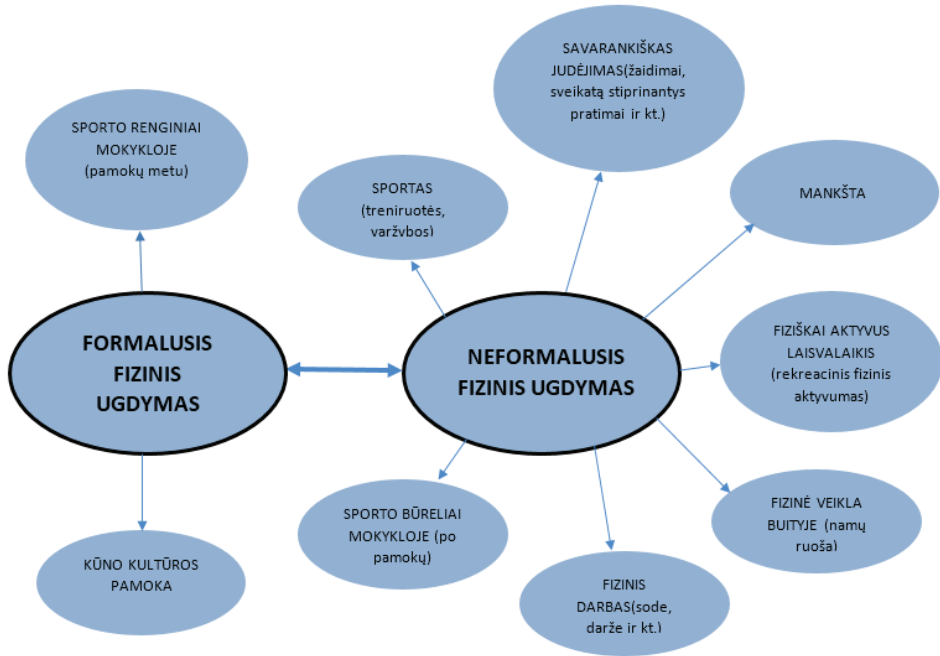 SAVARANKIŠKAS
JUDĖJIMAS(žaidimai,
sveikatą stiprinantys
pratimai ir kt.)
SPORTO RENGINIAI
MOKYKLOJE
(pamokų metu)
SPORTAS
(treniruotės,
varžybos)
MANKŠTA
FORMALUSIS
FIZINIS
UGDYMAS
NEFORMALUSIS
FIZINIS UGDYMAS
FIZIŠKAI AKTYVUS
LAISVALAIKIS
(rekreacinis fizinis
aktyvumas)
SPORTO BŪRELIAI
MOKYKLOJE (po
pamokų)
FIZINĖ VEIKLA
BUITYJE (namų
ruoša)
KŪNO KULTŪROS
PAMOKA
FIZINIS
DARBAS(sode,
darže ir kt.)